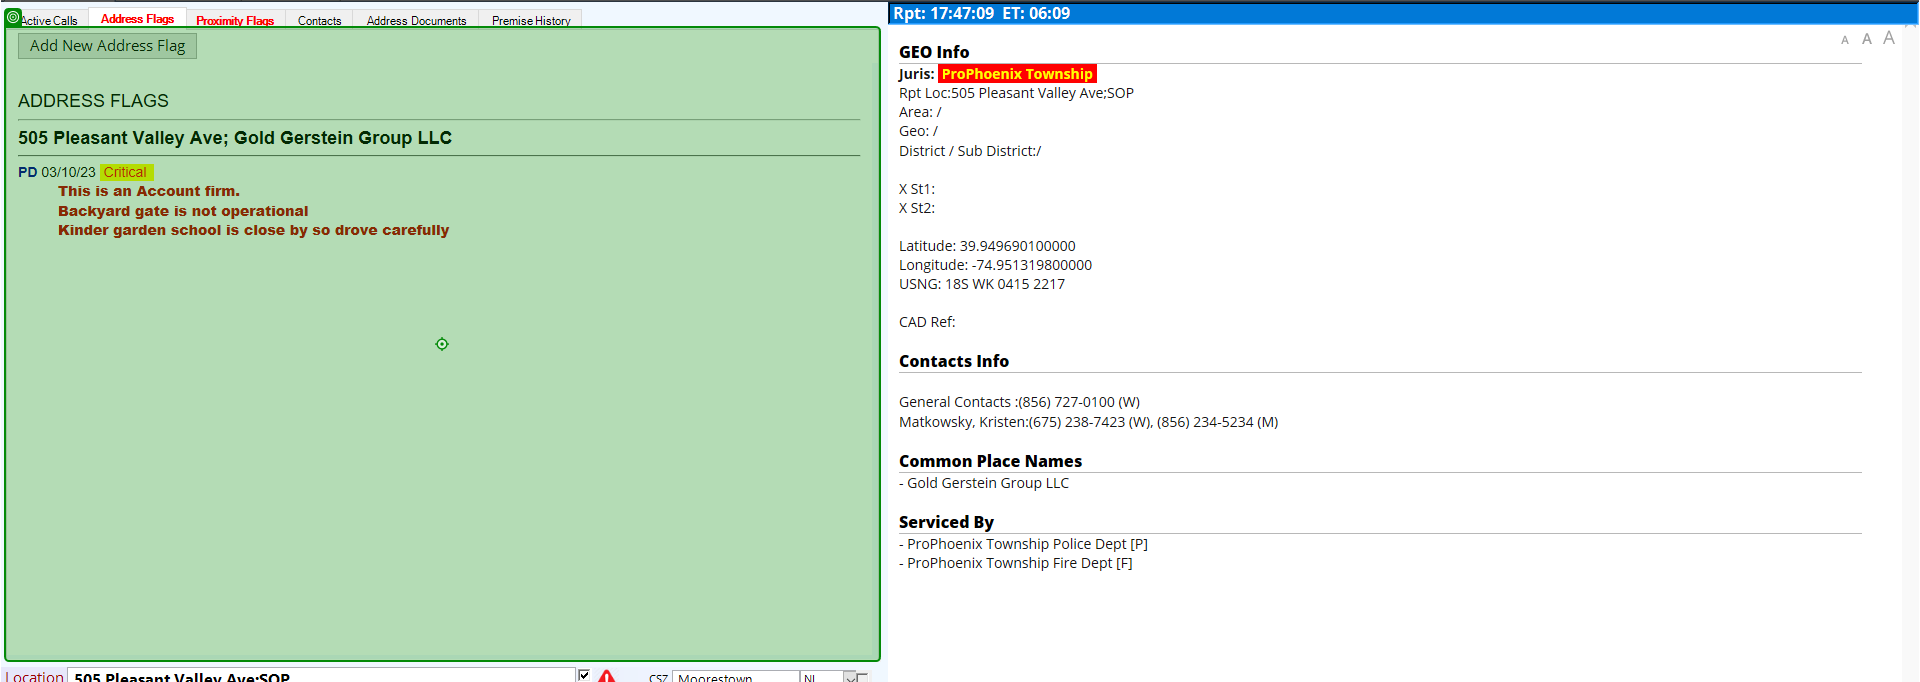 Active Calls
Address Flags
Proximity Flags
Contacts
Address Documents
Premise History
Add New Address Flag
ADDRESS FLAGS
505 Pleasant Valley Ave; Gold Gerstein Group LLC
PD 03/10/23 Critical
This is an Account firm.
Backyard gate is not operational
Kinder garden school is close by so drove carefully
Location 505 Pleasant Valley Ave;SOP
CSZ Moorestown NJ
Rpt: 17:47:09 ET: 06:09
A A A
GEO Info
Juris: ProPhoenix Township
Rpt Loc:505 Pleasant Valley Ave;SOP
Area: /
Geo: /
District / Sub District:/
X St1:
X St2:
Latitude: 39.949690100000
Longitude: -74.951319800000
USNG: 18S WK 0415 2217
CAD Ref:
Contacts Info
General Contacts :(856) 727-0100 (W)
Matkowsky, Kristen:(675) 238-7423 (W), (856) 234-5234 (M)
Common Place Names
- Gold Gerstein Group LLC
Serviced By
- ProPhoenix Township Police Dept [P]
- ProPhoenix Township Fire Dept [F]